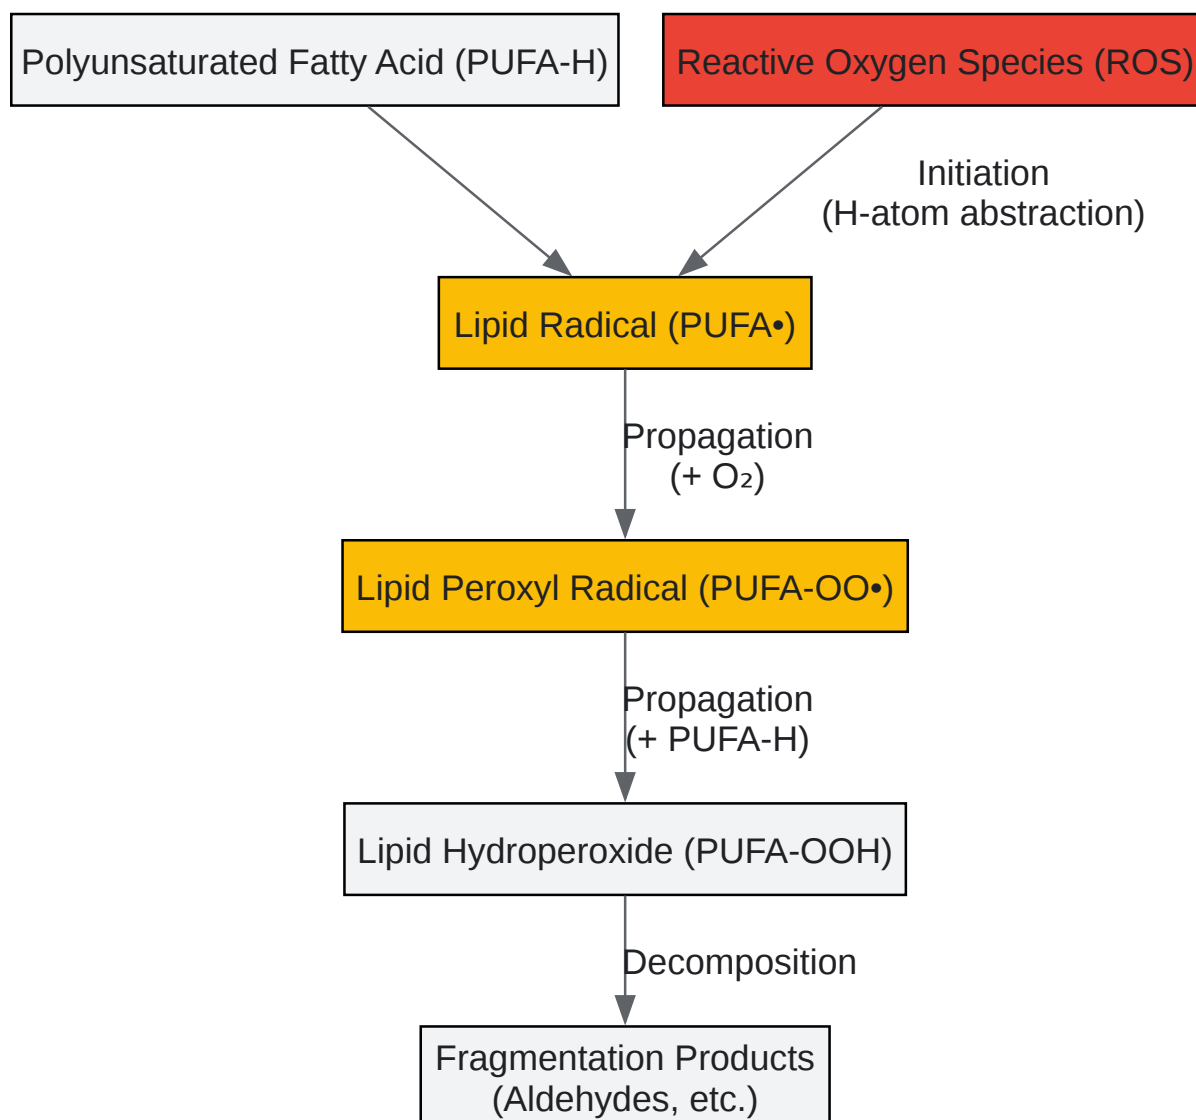 Polyunsaturated Fatty Acid (PUFA-H)
Reactive Oxygen Species (ROS)
Initiation
(H-atom abstraction)
Lipid Radical (PUFA•)
Propagation
(+ O₂)
Lipid Peroxyl Radical (PUFA-OO•)
Propagation
(+ PUFA-H)
Lipid Hydroperoxide (PUFA-OOH)
Decomposition
Fragmentation Products
(Aldehydes, etc.)